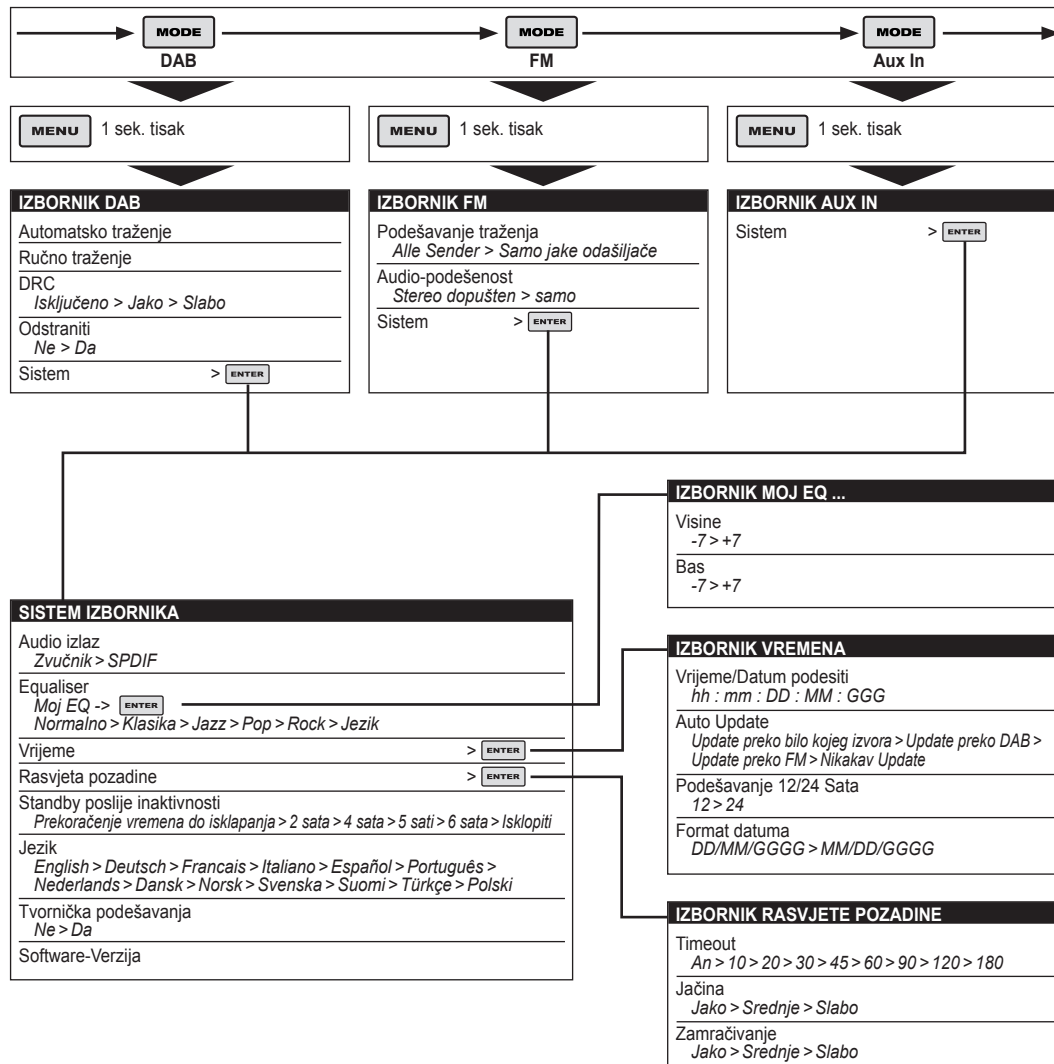 MODE MODE MODE
DAB FM Aux In
MENU 1 sek. tisak
MENU 1 sek. tisak
MENU 1 sek. tisak
IZBORNIK DAB
Automatsko traženje
Ručno traženje
DRC
Isključeno > Jako > Slabo
Odstraniti
Ne > Da
Sistem > ENTER
IZBORNIK FM
Podešavanje traženja
Alle Sender > Samo jake odašiljače
Audio-podešenost
Stereo dopušten > samo
Sistem > ENTER
IZBORNIK AUX IN
Sistem > ENTER
IZBORNIK MOJ EQ ...
Visine
-7 > +7
Bas
-7 > +7
SISTEM IZBORNIKA
Audio izlaz
Zvučnik > SPDIF
Equaliser
Moj EQ -> ENTER
Normalno > Klasika > Jazz > Pop > Rock > Jezik
Vrijeme > ENTER
Rasvjeta pozadine > ENTER
Standby poslije inaktivnosti
Prekoračenje vremena do isklapanja > 2 sata > 4 sata > 5 sati > 6 sata > Isklopiti
Jezik
English > Deutsch > Francais > Italiano > Español > Português >
Nederlands > Dansk > Norsk > Svenska > Suomi > Türkçe > Polski
Tvornička podešavanja
Ne > Da
Software-Verzija
IZBORNIK VREMENA
Vrijeme/Datum podesiti
hh : mm : DD : MM : GGG
Auto Update
Update preko bilo kojeg izvora > Update preko DAB >
Update preko FM > Nikakav Update
Podešavanje 12/24 Sata
12 > 24
Format datuma
DD/MM/GGGG > MM/DD/GGGG
IZBORNIK RASVJETE POZADINE
Timeout
An > 10 > 20 > 30 > 45 > 60 > 90 > 120 > 180
Jačina
Jako > Srednje > Slabo
Zamračivanje
Jako > Srednje > Slabo